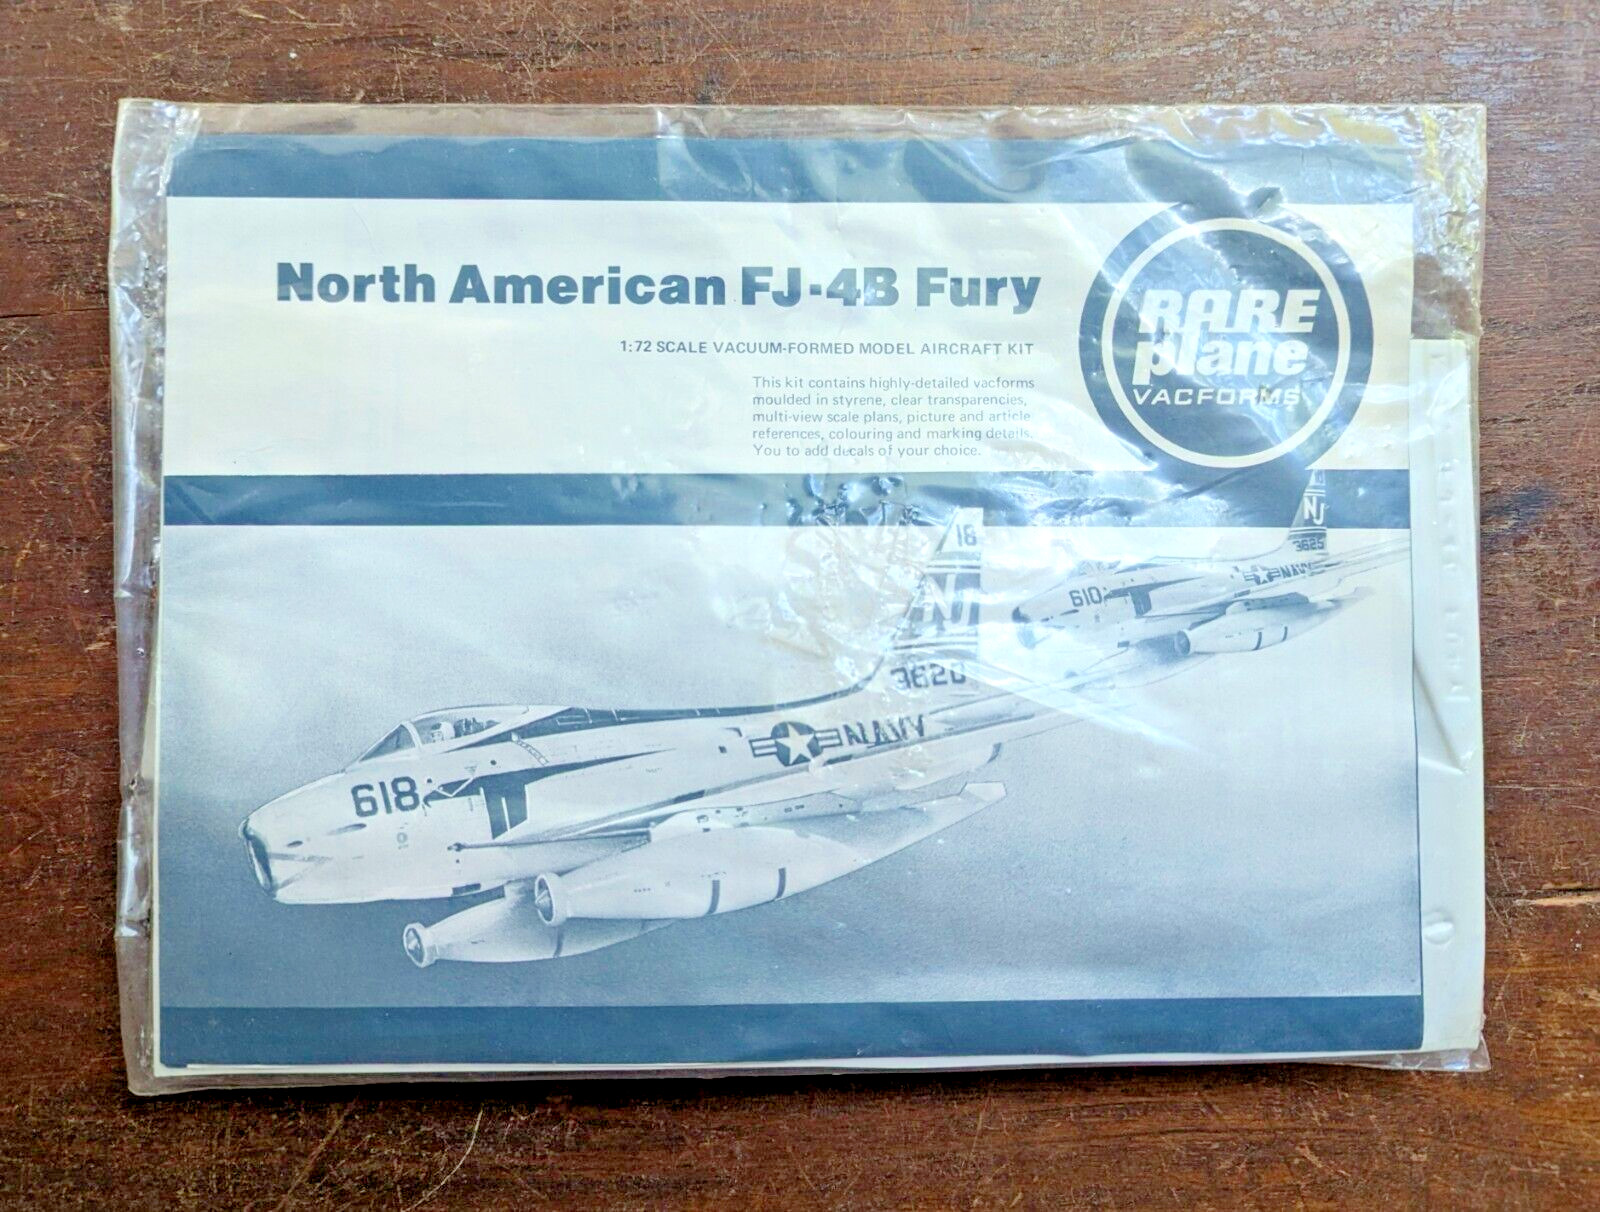 North American FJ-4B Fury
1:72 SCALE VACUUM-FORMED MODEL AIRCRAFT KIT
This kit contains highly-detailed vacforms
moulded in styrene, clear transparencies,
multi-view scale plans, picture and article
references, colouring and marking details.
You to add decals of your choice.
RARE
plane
VACFORMS
NJ
3625
610
NAVY
18
NJ
NAVY
618